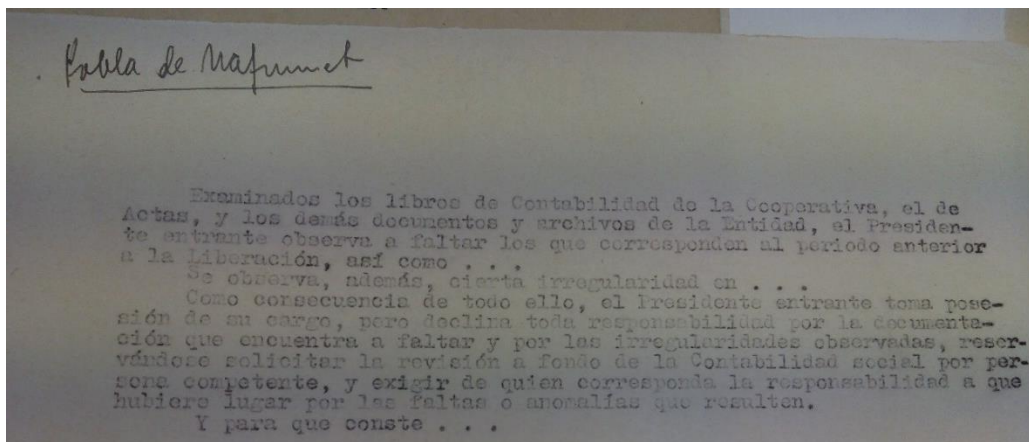 . Pobla de Mafumet
Examinados los libros de Contabilidad de la Cooperativa, el de
Actas, y los demás documentos y archivos de la Entidad, el Presiden-
te entrante observa a faltar los que corresponden al periodo anterior
a la Liberación, así como . . .
Se observa, además, cierta irregularidad en . . .
Como consecuencia de todo ello, el Presidente entrante toma pose-
sión de su cargo, pero declina toda responsabilidad por la documenta-
ción que encuentra a faltar y por las irregularidades observadas, reser-
vándose solicitar la revisión a fondo de la Contabilidad social por per-
sona competente, y exigir de quien corresponda la responsabilidad a que
hubiere lugar por las faltas o anomalías que resulten.
Y para que conste . . .